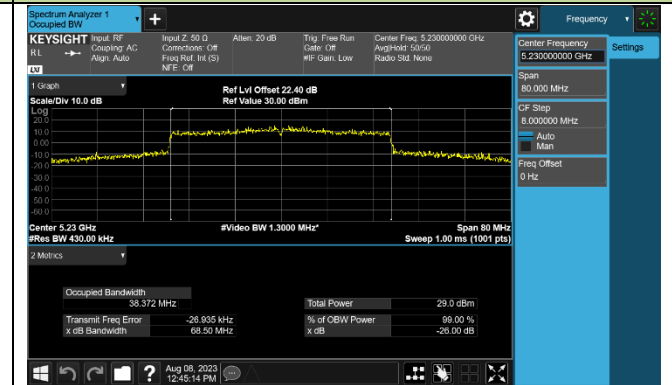 Spectrum Analyzer 1
Occupied BW
+
Frequency
KEYSIGHT
RL
LXI
Input: RF
Coupling: AC
Align: Auto
Input Z: 50 Ω
Corrections: Off
Freq Ref: Int (S)
NFE: Off
Atten: 20 dB
Trig: Free Run
Gate: Off
#IF Gain: Low
Center Freq: 5.230000000 GHz
Avg|Hold: 50/50
Radio Std: None
Center Frequency
5.230000000 GHz
Settings
Span
80.000 MHz
CF Step
8.000000 MHz
Auto
Man
Freq Offset
0 Hz
1 Graph
Scale/Div 10.0 dB
Ref Lvl Offset 22.40 dB
Ref Value 30.00 dBm
Log
20.0
10.0
0.00
-10.0
-20.0
-30.0
-40.0
-50.0
-60.0
Center 5.23 GHz
#Res BW 430.00 kHz
#Video BW 1.3000 MHz*
Span 80 MHz
Sweep 1.00 ms (1001 pts)
2 Metrics
Occupied Bandwidth
38.372 MHz
Total Power 29.0 dBm
Transmit Freq Error -26.935 kHz
% of OBW Power 99.00 %
x dB Bandwidth 68.50 MHz
x dB -26.00 dB
?
Aug 08, 2023
12:45:14 PM